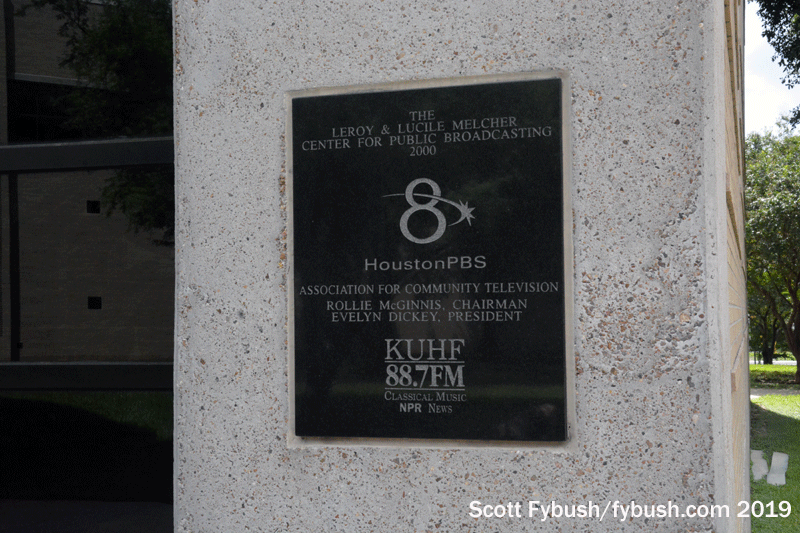 THE
LEROY & LUCILE MELCHER
CENTER FOR PUBLIC BROADCASTING
2000
8
HoustonPBS
ASSOCIATION FOR COMMUNITY TELEVISION
ROLLIE McGINNIS, CHAIRMAN
EVELYN DICKEY, PRESIDENT
KUHF
88.7FM
CLASSICAL MUSIC
NPR NEWS
Scott Fybush/fybush.com 2019